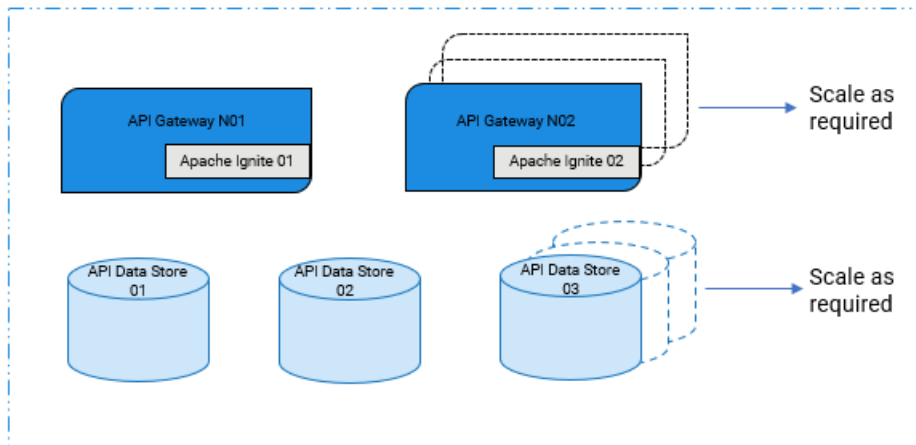 API Gateway N01
Apache Ignite 01
API Gateway N02
Apache Ignite 02
Scale as
required
API Data Store
01
API Data Store
02
API Data Store
03
Scale as
required